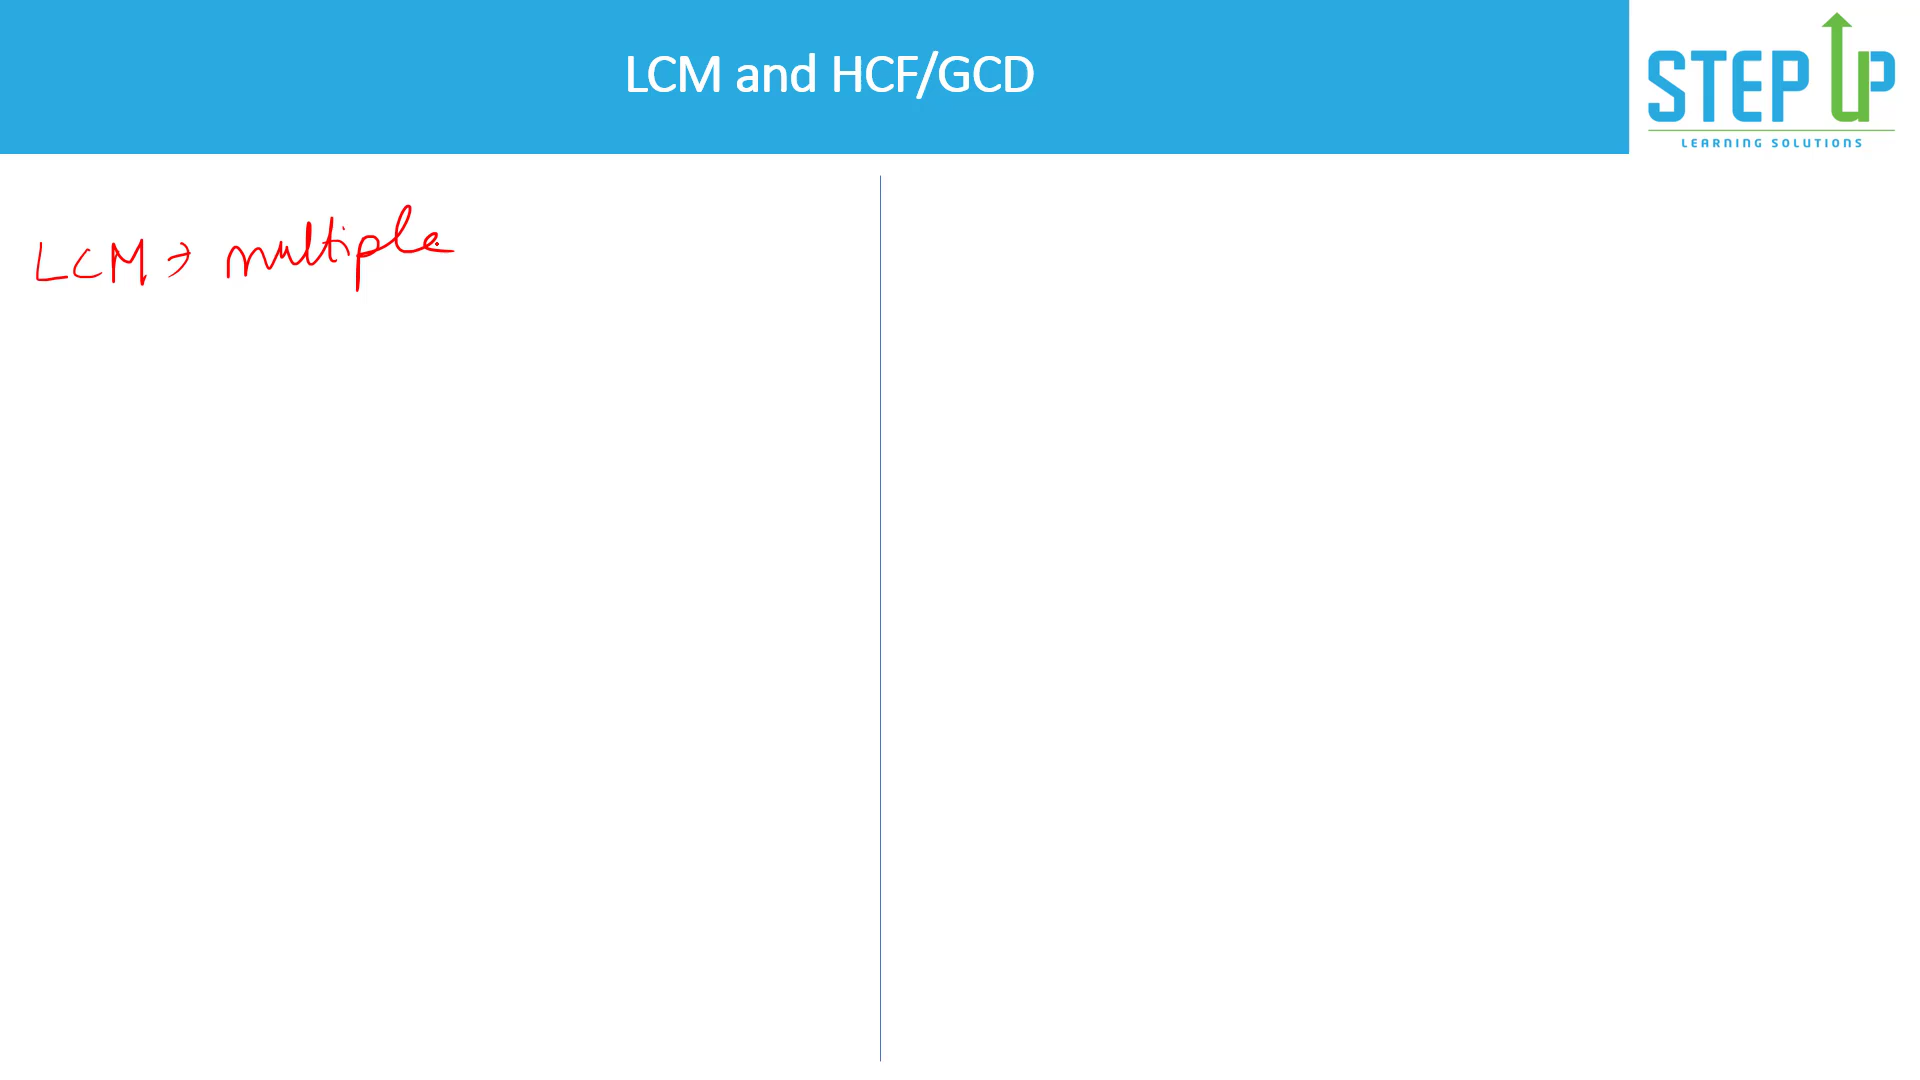 LCM and HCF/GCD
STEP UP
LEARNING SOLUTIONS
LCM → multiple